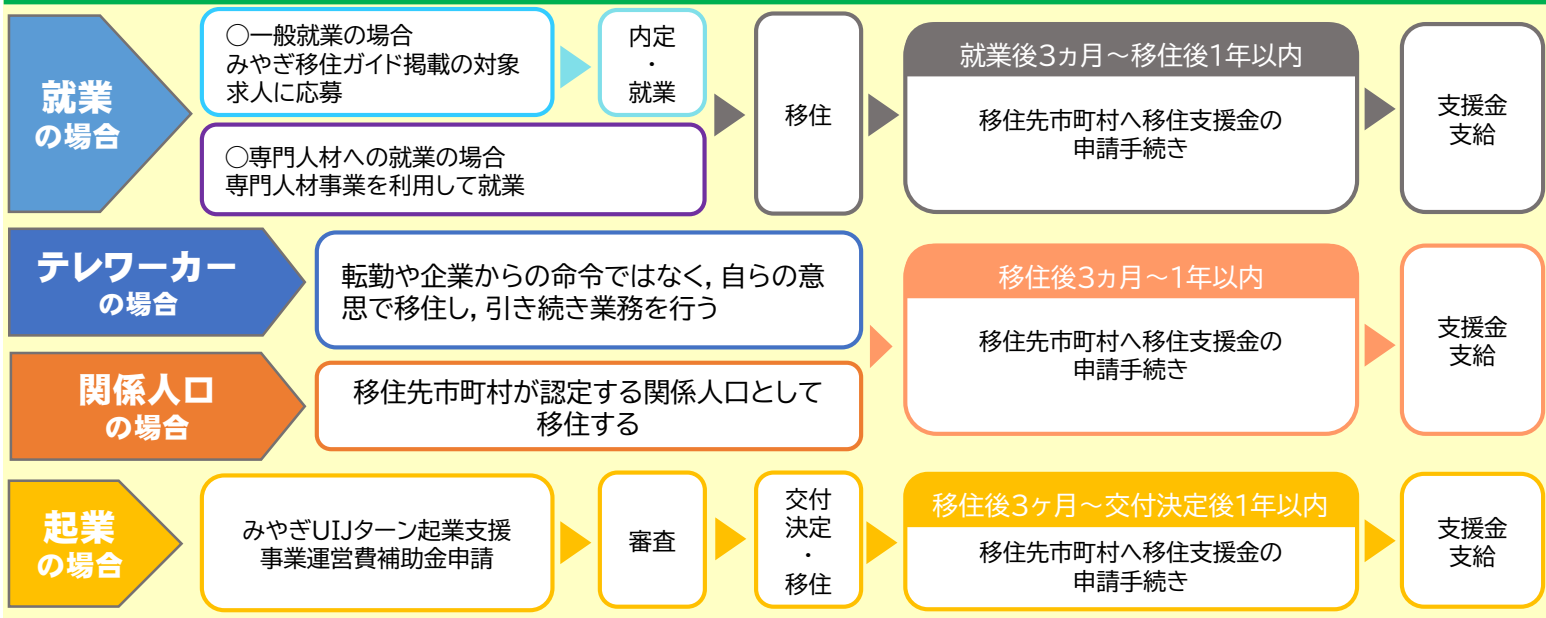 就業
の場合
○一般就業の場合
みやぎ移住ガイド掲載の対象
求人に応募
内定
・
就業
○専門人材への就業の場合
専門人材事業を利用して就業
移住
就業後3ヵ月～移住後1年以内
移住先市町村へ移住支援金の
申請手続き
支援金
支給
テレワーカー
の場合
転勤や企業からの命令ではなく，自らの意
思で移住し，引き続き業務を行う
関係人口
の場合
移住先市町村が認定する関係人口として
移住する
移住後3ヵ月～1年以内
移住先市町村へ移住支援金の
申請手続き
支援金
支給
起業
の場合
みやぎUIJターン起業支援
事業運営費補助金申請
審査
交付
決定
・
移住
移住後3ヶ月～交付決定後1年以内
移住先市町村へ移住支援金の
申請手続き
支援金
支給